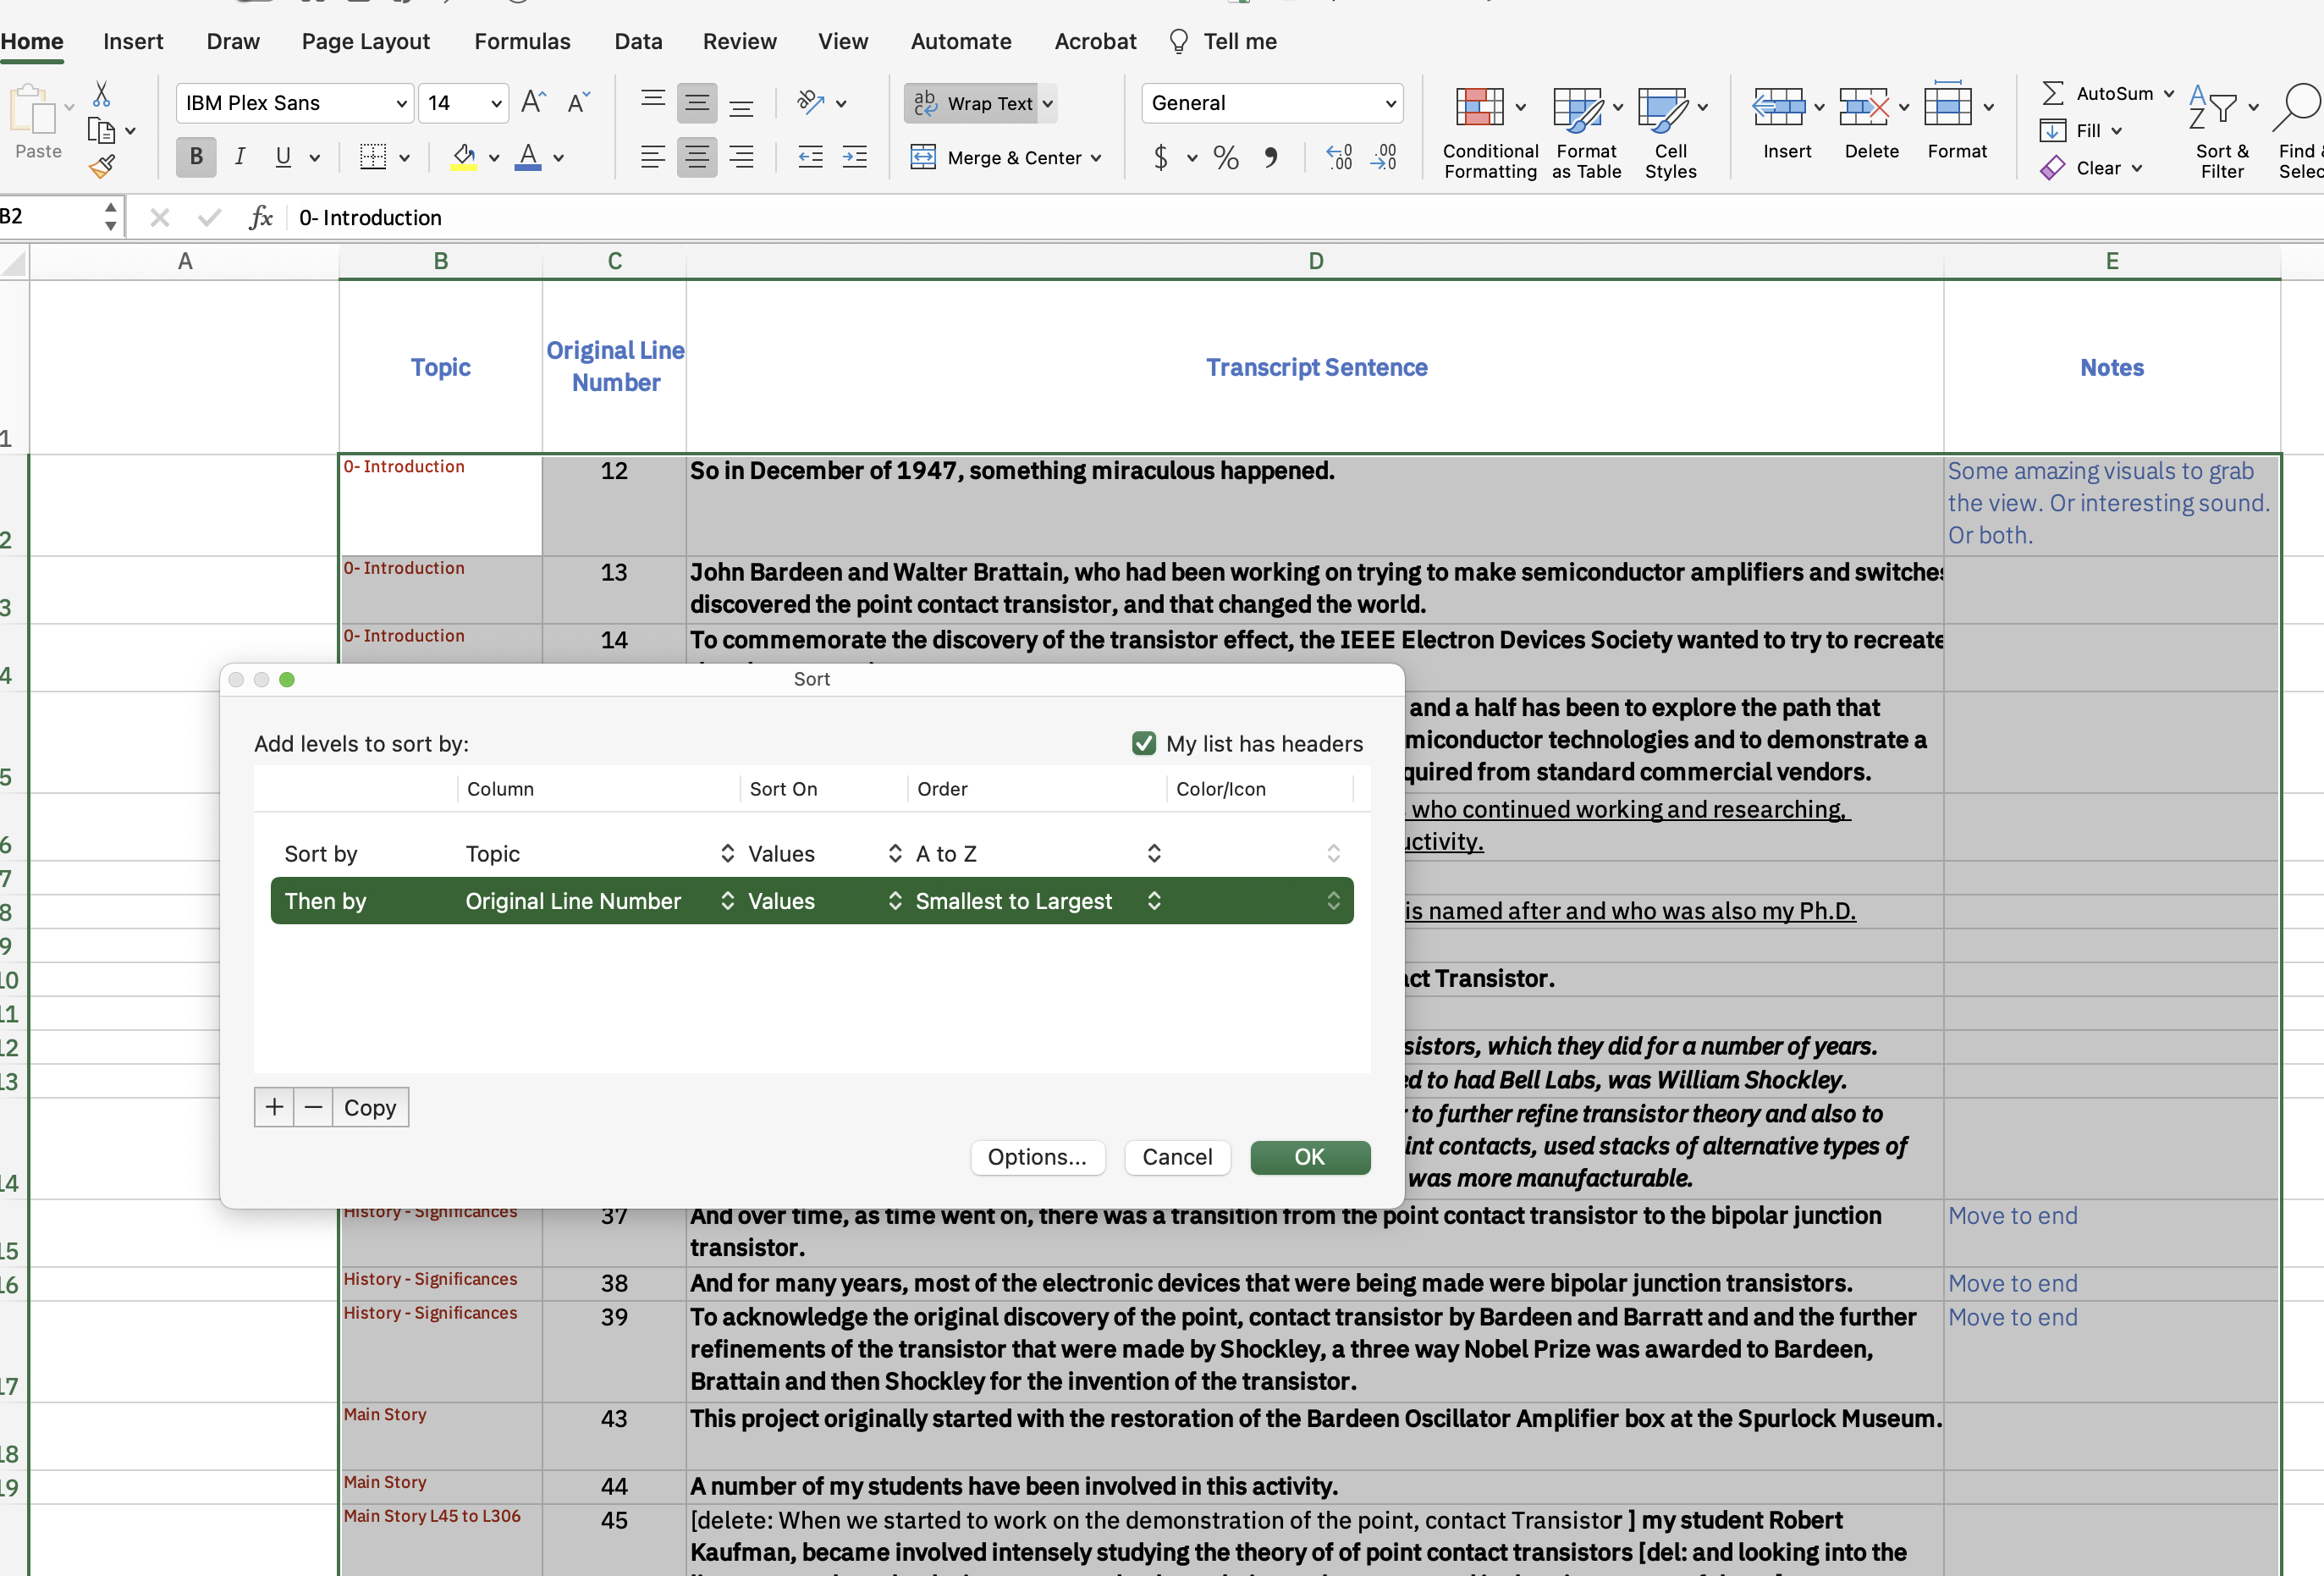 Home Insert Draw Page Layout Formulas Data Review View Automate Acrobat Tell me
IBM Plex Sans 14 Wrap Text General AutoSum
Paste B I U Merge & Center $ % Fill
Conditional Formatting Format as Table Cell Styles Insert Delete Format Clear Sort & Filter Find
B2 fx 0- Introduction
A B C D E
Topic Original Line Number Transcript Sentence Notes
1
0- Introduction 12 So in December of 1947, something miraculous happened. Some amazing visuals to grab
the view. Or interesting sound.
2 Or both.
0- Introduction 13 John Bardeen and Walter Brattain, who had been working on trying to make semiconductor amplifiers and switches
3 discovered the point contact transistor, and that changed the world.
0- Introduction 14 To commemorate the discovery of the transistor effect, the IEEE Electron Devices Society wanted to try to recreate
4
Sort
and a half has been to explore the path that
Add levels to sort by: My list has headers
miconductor technologies and to demonstrate a
5 quired from standard commercial vendors.
Column Sort On Order Color/Icon
who continued working and researching,
6 uctivity.
Sort by Topic Values A to Z
7
Then by Original Line Number Values Smallest to Largest
8 is named after and who was also my Ph.D.
9
10 act Transistor.
11
12 sistors, which they did for a number of years.
13 ed to had Bell Labs, was William Shockley.
+ − Copy
to further refine transistor theory and also to
int contacts, used stacks of alternative types of
Options... Cancel OK
14 was more manufacturable.
History - Significances 37 And over time, as time went on, there was a transition from the point contact transistor to the bipolar junction Move to end
15 transistor.
16 History - Significances 38 And for many years, most of the electronic devices that were being made were bipolar junction transistors. Move to end
History - Significances 39 To acknowledge the original discovery of the point, contact transistor by Bardeen and Barratt and and the further Move to end
refinements of the transistor that were made by Shockley, a three way Nobel Prize was awarded to Bardeen,
17 Brattain and then Shockley for the invention of the transistor.
Main Story 43 This project originally started with the restoration of the Bardeen Oscillator Amplifier box at the Spurlock Museum.
18
19 Main Story 44 A number of my students have been involved in this activity.
Main Story L45 to L306 45 [delete: When we started to work on the demonstration of the point, contact Transistor ] my student Robert
Kaufman, became involved intensely studying the theory of of point contact transistors [del: and looking into the